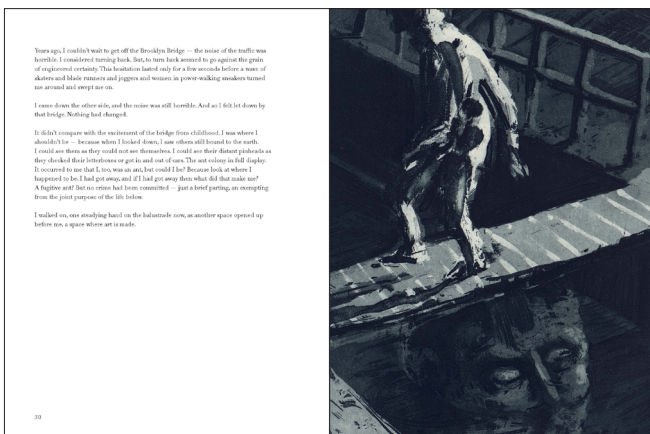 Years ago, I couldn't wait to get off the Brooklyn Bridge — the noise of the traffic was
horrible. I considered turning back. But, to turn back seemed to go against the grain
of engineered certainty. This hesitation lasted only for a few seconds before a wave of
skaters and blade runners and joggers and women in power-walking sneakers turned
me around and swept me on.
I came down the other side, and the noise was still horrible. And so I felt let down by
that bridge. Nothing had changed.
It didn't compare with the excitement of the bridge from childhood. I was where I
shouldn't be — because when I looked down, I saw others still bound to the earth.
I could see them as they could not see themselves. I could see their distant pinheads as
they checked their letterboxes or got in and out of cars. The ant colony in full display.
It occurred to me that I, too, was an ant, but could I be? Because look at where I
happened to be. I had got away, and if I had got away then what did that make me?
A fugitive ant? But no crime had been committed — just a brief parting, an exempting
from the joint purpose of the life below.
I walked on, one steadying hand on the balustrade now, as another space opened up
before me, a space where art is made.
30